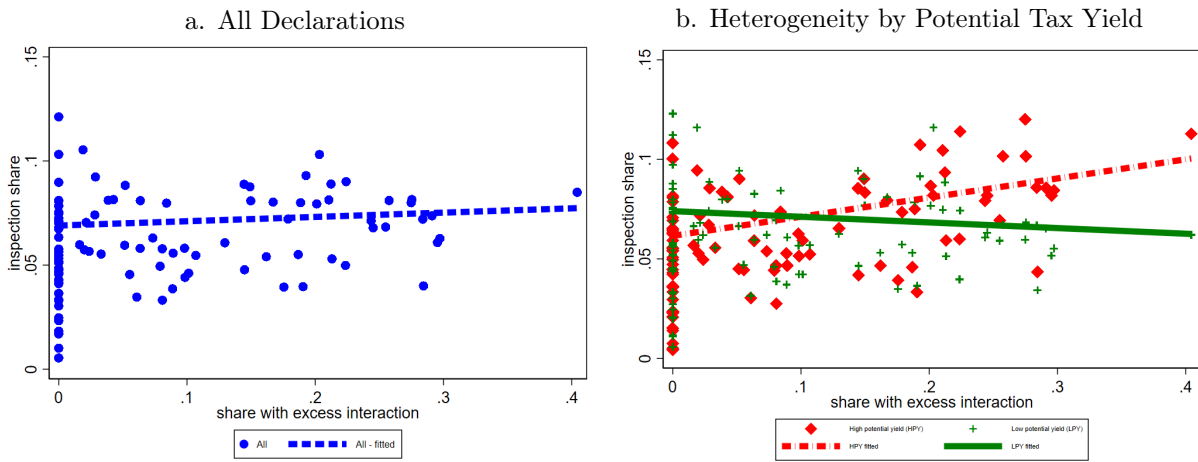 a. All Declarations
.15
.1
.05
0
inspection share
0 .1 .2 .3 .4
share with excess interaction
All All - fitted
b. Heterogeneity by Potential Tax Yield
.15
.1
.05
0
inspection share
0 .1 .2 .3 .4
share with excess interaction
High potential yield (HPY) Low potential yield (LPY)
HPY fitted LPY fitted